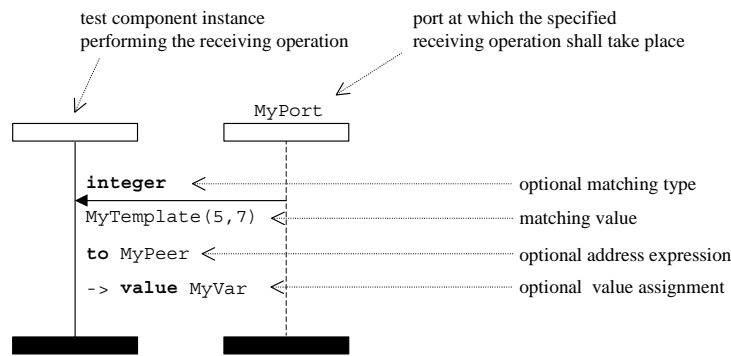 test component instance
performing the receiving operation
port at which the specified
receiving operation shall take place
MyPort
integer
optional matching type
MyTemplate(5,7)
matching value
to MyPeer
optional address expression
-> value MyVar
optional value assignment